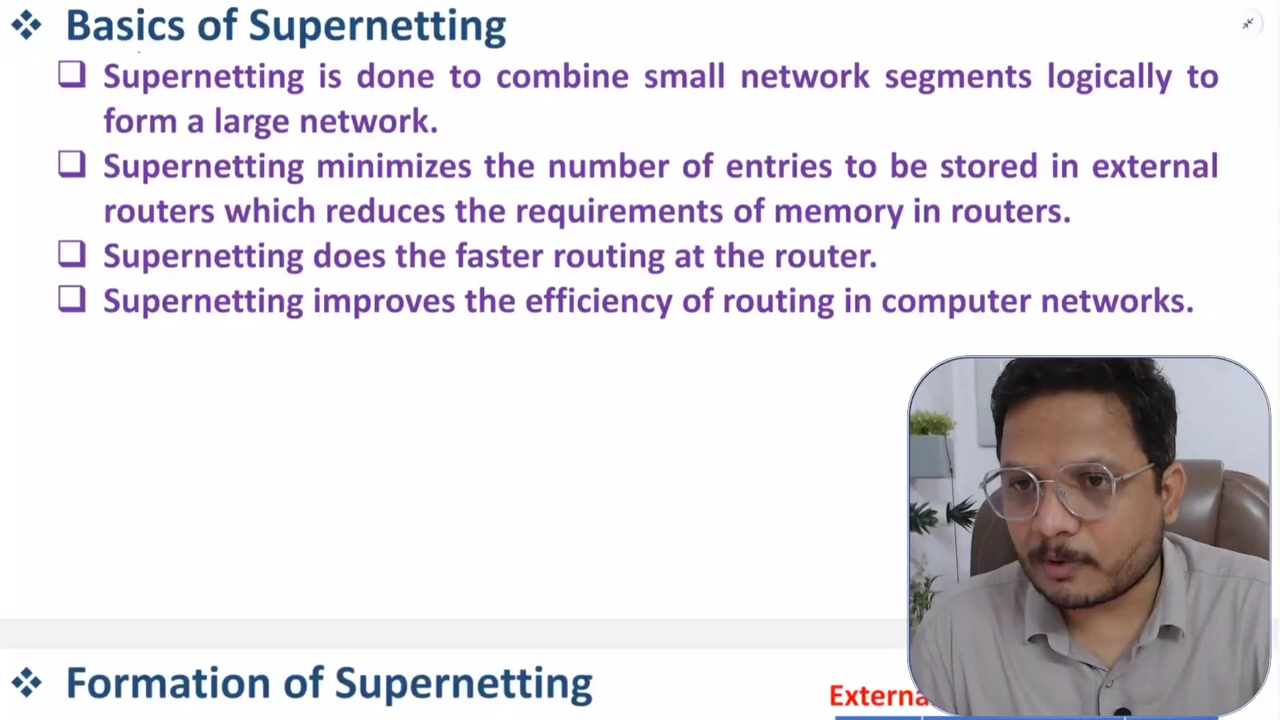 Basics of Supernetting
Supernetting is done to combine small network segments logically to
form a large network.
Supernetting minimizes the number of entries to be stored in external
routers which reduces the requirements of memory in routers.
Supernetting does the faster routing at the router.
Supernetting improves the efficiency of routing in computer networks.
Formation of Supernetting
Externa